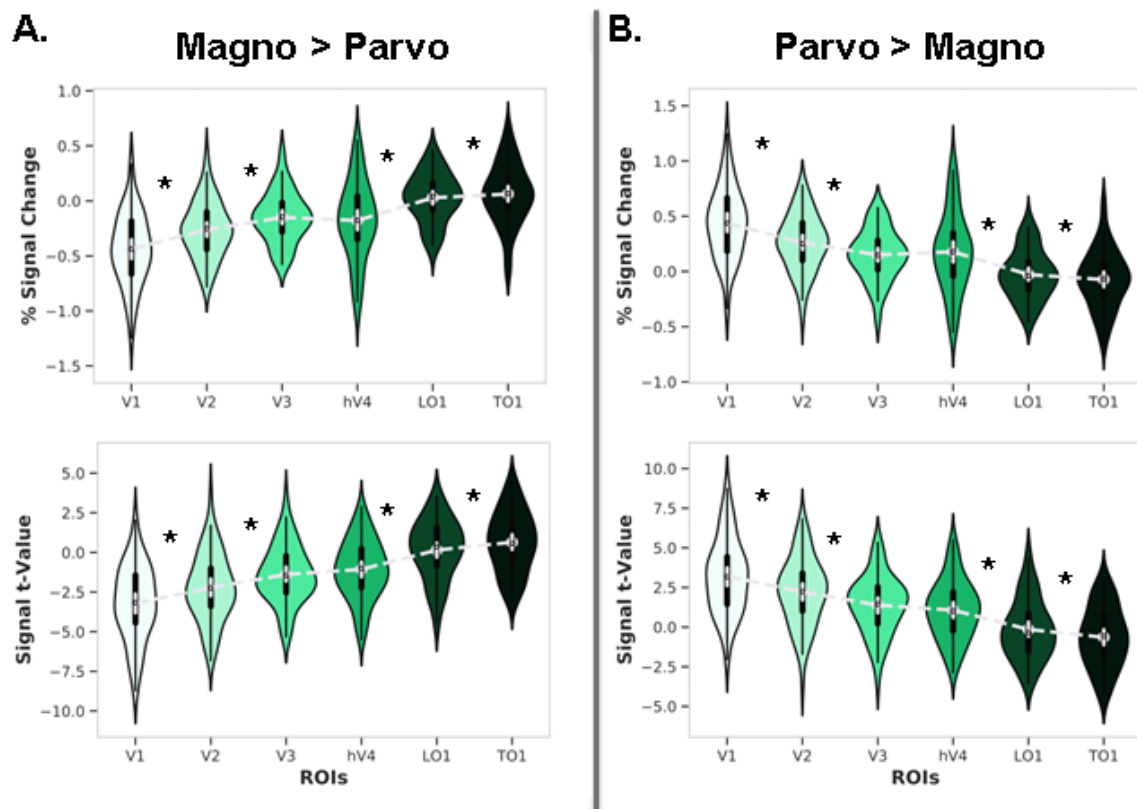 A.
Magno > Parvo
% Signal Change
1.0
0.5
0.0
−0.5
−1.0
−1.5
V1 V2 V3 hV4 LO1 TO1
* * * *
Signal t-Value
5.0
2.5
0.0
−2.5
−5.0
−7.5
−10.0
* * * *
V1 V2 V3 hV4 LO1 TO1
ROIs
B.
Parvo > Magno
% Signal Change
1.5
1.0
0.5
0.0
−0.5
−1.0
* * * *
V1 V2 V3 hV4 LO1 TO1
Signal t-Value
10.0
7.5
5.0
2.5
0.0
−2.5
−5.0
* * * *
V1 V2 V3 hV4 LO1 TO1
ROIs